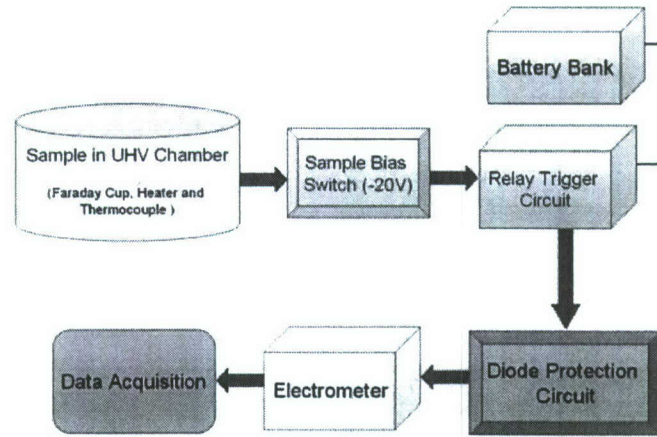 Battery Bank
Sample in UHV Chamber
(Faraday Cup, Heater and
Thermocouple )
Sample Bias
Switch (-20V)
Relay Trigger
Circuit
Data Acquisition
Electrometer
Diode Protection
Circuit